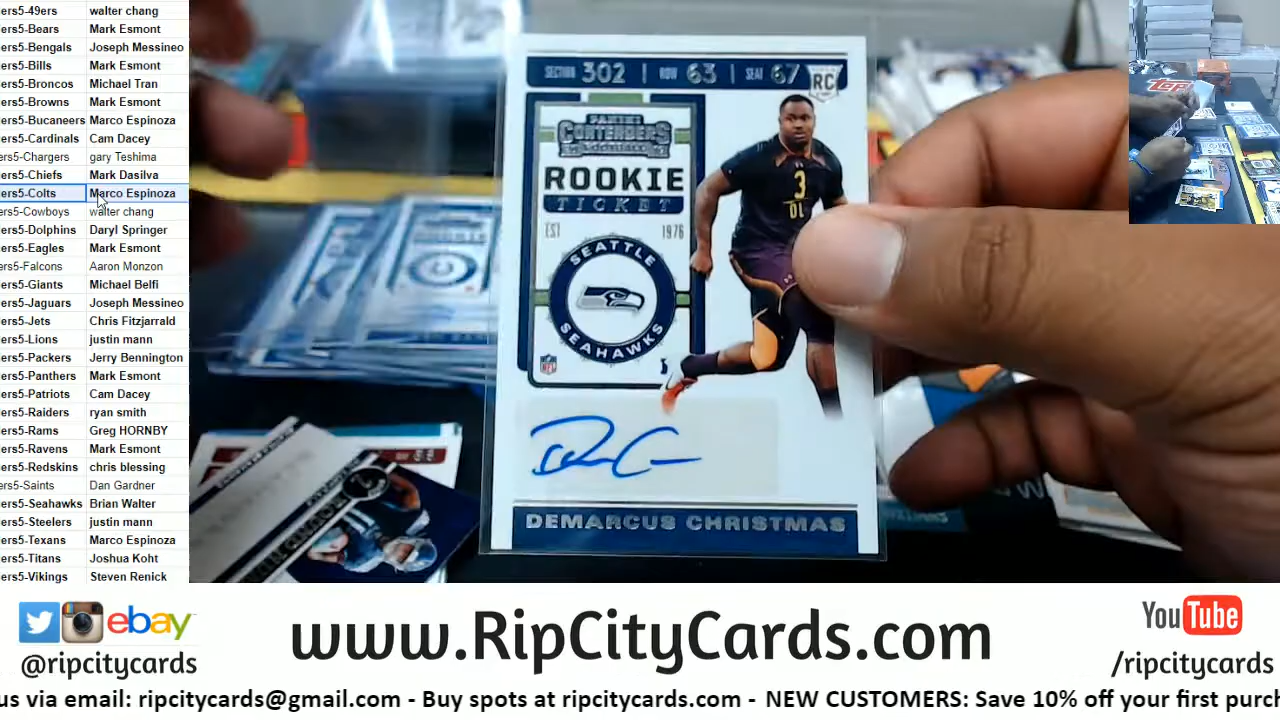 ers5-49ers walter chang
ers5-Bears Mark Esmont
ers5-Bengals Joseph Messineo
ers5-Bills Mark Esmont
ers5-Broncos Michael Tran
ers5-Browns Mark Esmont
ers5-Bucaneers Marco Espinoza
ers5-Cardinals Cam Dacey
ers5-Chargers gary Teshima
ers5-Chiefs Mark Dasilva
ers5-Colts Marco Espinoza
ers5-Cowboys walter chang
ers5-Dolphins Daryl Springer
ers5-Eagles Mark Esmont
ers5-Falcons Aaron Monzon
ers5-Giants Michael Belfi
ers5-Jaguars Joseph Messineo
ers5-Jets Chris Fitzjarrald
ers5-Lions justin mann
ers5-Packers Jerry Bennington
ers5-Panthers Mark Esmont
ers5-Patriots Cam Dacey
ers5-Raiders ryan smith
ers5-Rams Greg HORNBY
ers5-Ravens Mark Esmont
ers5-Redskins chris blessing
ers5-Saints Dan Gardner
ers5-Seahawks Brian Walter
ers5-Steelers justin mann
ers5-Texans Marco Espinoza
ers5-Titans Joshua Koht
ers5-Vikings Steven Renick
SECTION 302 | ROW 63 | SEAT 67
RC
PANINI
CONTENDERS
ROOKIE
TICKET
EST 1976
SEATTLE
SEAHAWKS
NFL
3
OL
DEMARCUS CHRISTMAS
TOPPS
ebay
@ripcitycards
www.RipCityCards.com
YouTube
/ripcitycards
us via email: ripcitycards@gmail.com - Buy spots at ripcitycards.com - NEW CUSTOMERS: Save 10% off your first purch